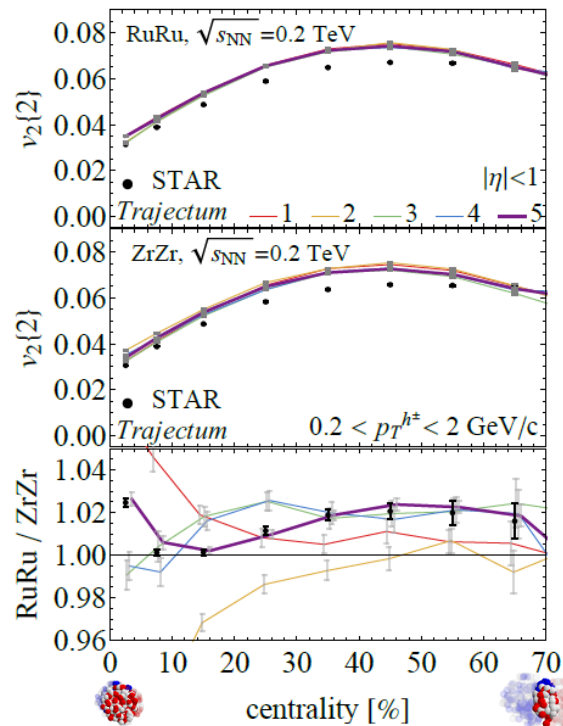 0.08
RuRu, √sNN=0.2 TeV
0.06
0.04
v2{2}
0.02
STAR
|η|<1
0.00
Trajectum
1 2 3 4 5
0.08
ZrZr, √sNN=0.2 TeV
0.06
0.04
v2{2}
0.02
STAR
0.00
Trajectum
0.2 < pT^h± < 2 GeV/c
1.04
1.02
1.00
0.98
0.96
RuRu / ZrZr
0 10 20 30 40 50 60 70
centrality [%]